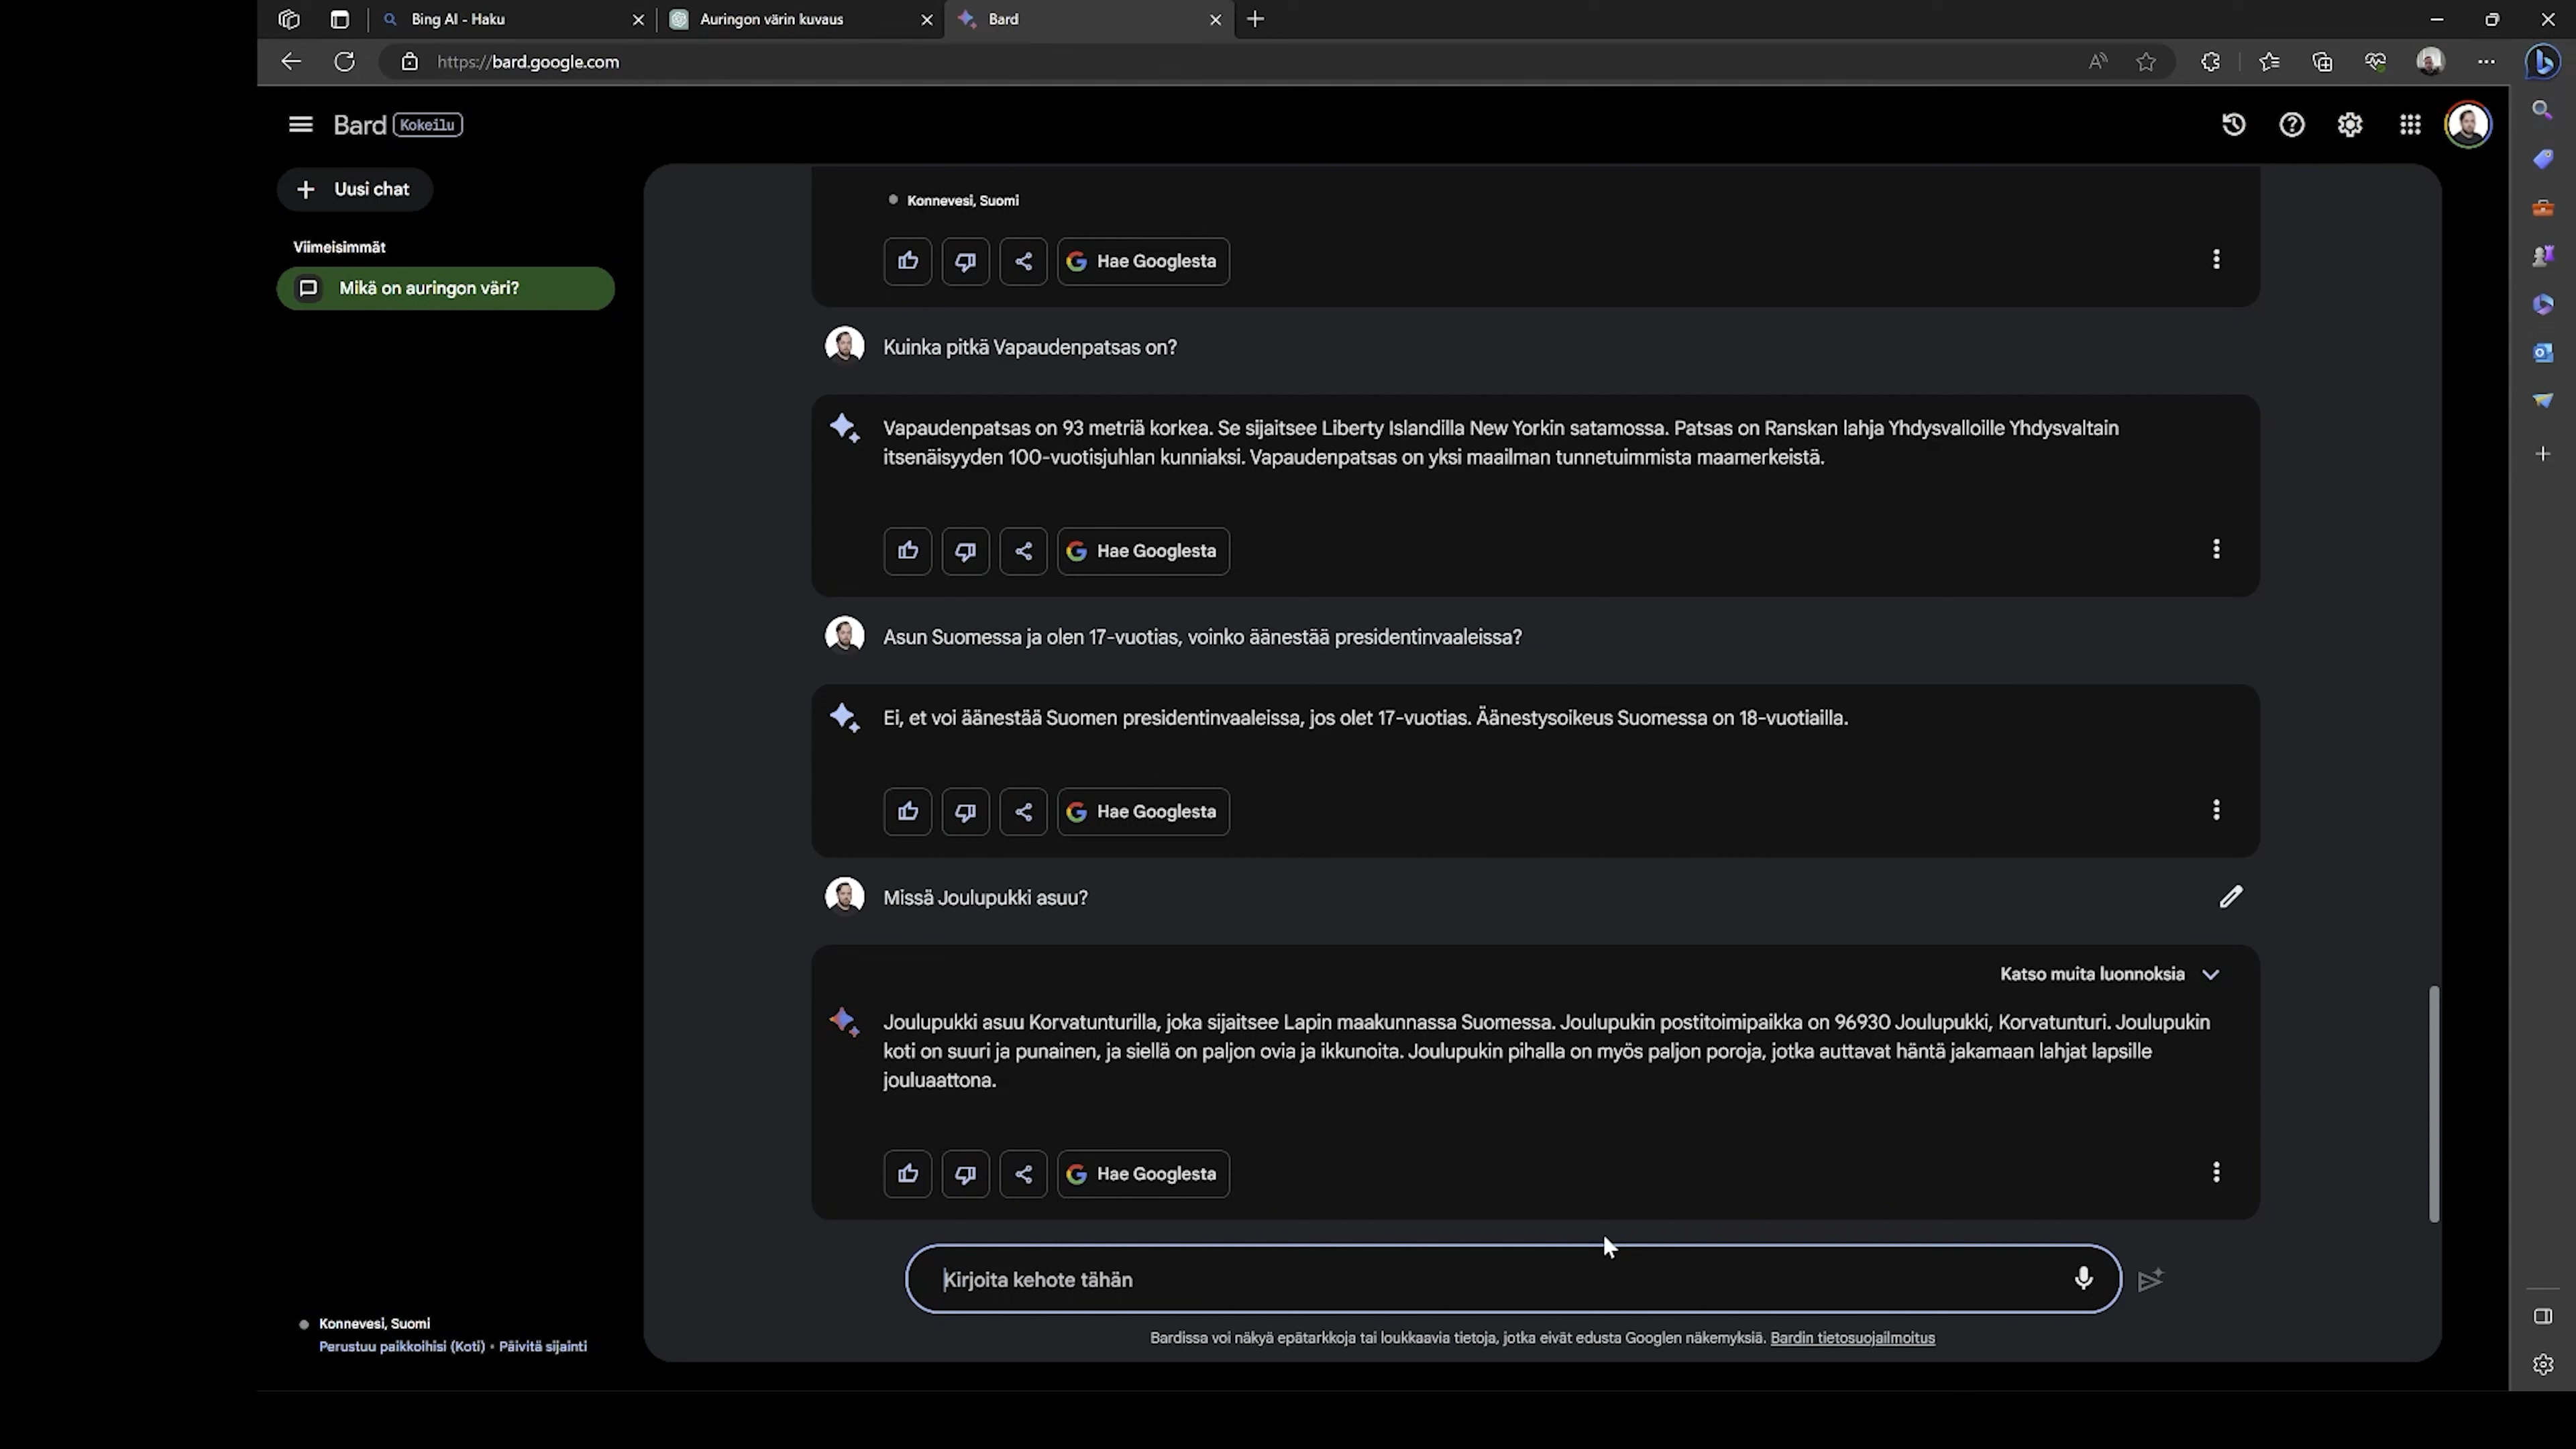 Bing AI - Haku
Auringon värin kuvaus
Bard
https://bard.google.com
Bard Kokeilu
Uusi chat
Viimeisimmät
Mikä on auringon väri?
Konnevesi, Suomi
Hae Googlesta
Kuinka pitkä Vapaudenpatsas on?
Vapaudenpatsas on 93 metriä korkea. Se sijaitsee Liberty Islandilla New Yorkin satamossa. Patsas on Ranskan lahja Yhdysvalloille Yhdysvaltain
itsenäisyyden 100-vuotisjuhlan kunniaksi. Vapaudenpatsas on yksi maailman tunnetuimmista maamerkeistä.
Hae Googlesta
Asun Suomessa ja olen 17-vuotias, voinko äänestää presidentinvaaleissa?
Ei, et voi äänestää Suomen presidentinvaaleissa, jos olet 17-vuotias. Äänestysoikeus Suomessa on 18-vuotiailla.
Hae Googlesta
Missä Joulupukki asuu?
Katso muita luonnoksia
Joulupukki asuu Korvatunturilla, joka sijaitsee Lapin maakunnassa Suomessa. Joulupukin postitoimipaikka on 96930 Joulupukki, Korvatunturi. Joulupukin
koti on suuri ja punainen, ja siellä on paljon ovia ja ikkunoita. Joulupukin pihalla on myös paljon poroja, jotka auttavat häntä jakamaan lahjat lapsille
jouluaattona.
Hae Googlesta
Kirjoita kehote tähän
Bardissa voi näkyä epätarkkoja tai loukkaavia tietoja, jotka eivät edusta Googlen näkemyksiä. Bardin tietosuojailmoitus
Konnevesi, Suomi
Perustuu paikkoihisi (Koti) • Päivitä sijainti